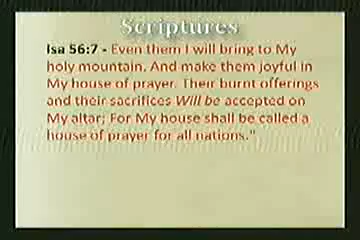 Scriptures
Isa 56:7 - Even them I will bring to My
holy mountain. And make them joyful in
My house of prayer. Their burnt offerings
and their sacrifices Will be accepted on
My altar; For My house shall be called a
house of prayer for all nations."